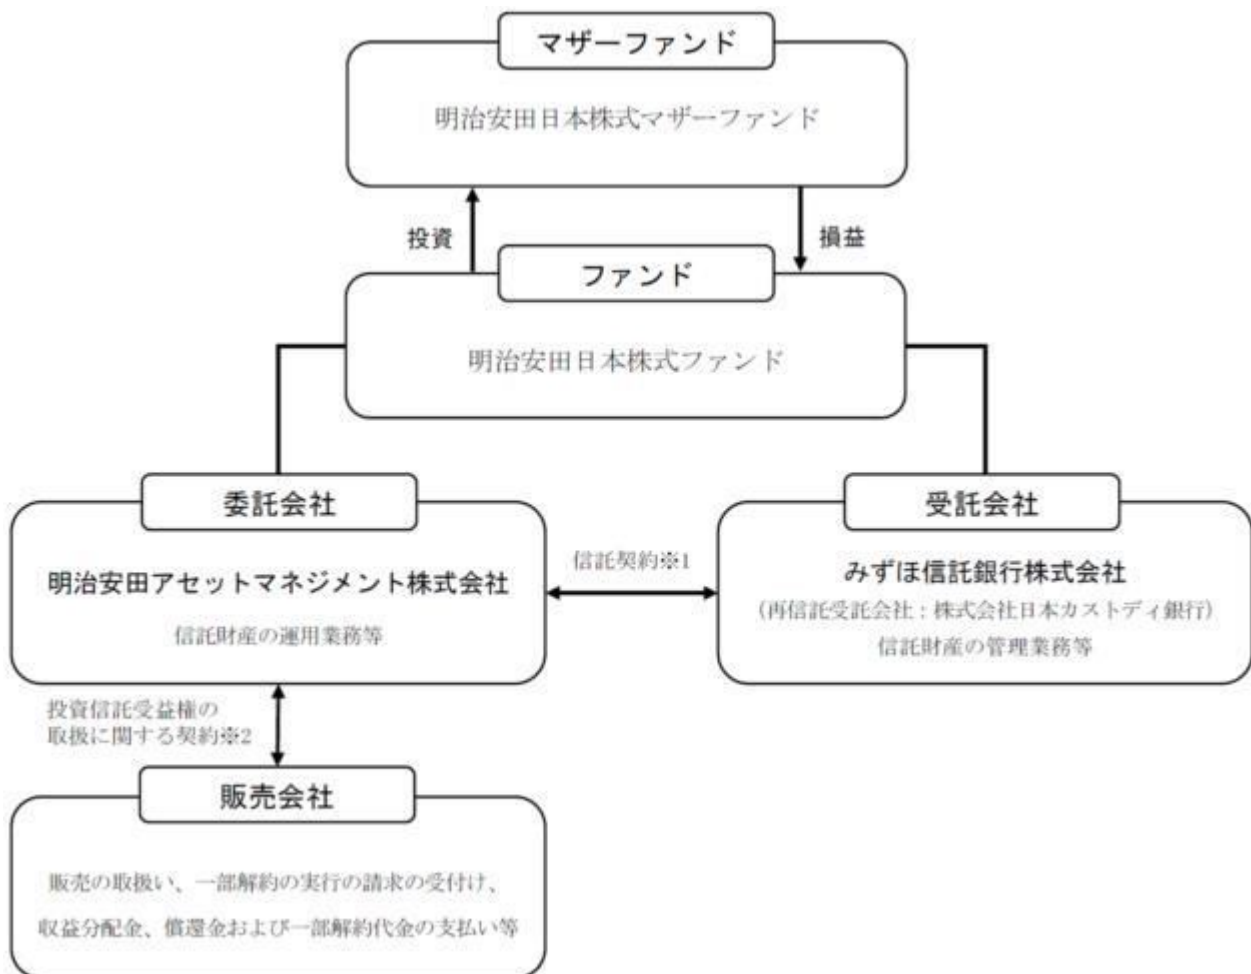 マザーファンド
明治安田日本株式マザーファンド
投資
損益
ファンド
明治安田日本株式ファンド
委託会社
明治安田アセットマネジメント株式会社
信託財産の運用業務等
信託契約※1
受託会社
みずほ信託銀行株式会社
(再信託受託会社:株式会社日本カストディ銀行)
信託財産の管理業務等
投資信託受益権の
取扱に関する契約※2
販売会社
販売の取扱い、一部解約の実行の請求の受付け、
収益分配金、償還金および一部解約代金の支払い等